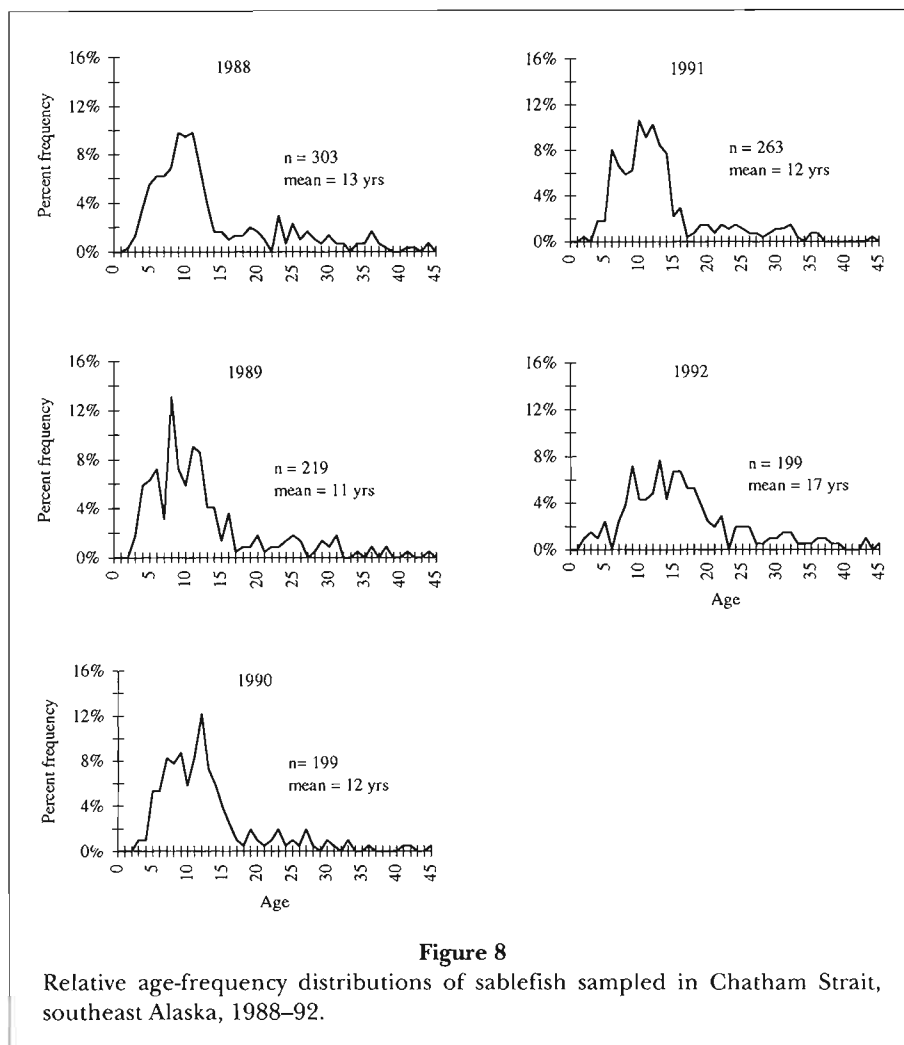 1988
Percent frequency
16%
12%
8%
4%
0%
n = 303
mean = 13 yrs
0 5 10 15 20 25 30 35 40 45
1989
Percent frequency
16%
12%
8%
4%
0%
n = 219
mean = 11 yrs
0 5 10 15 20 25 30 35 40 45
1990
Percent frequency
16%
12%
8%
4%
0%
n= 199
mean = 12 yrs
0 5 10 15 20 25 30 35 40 45
Age
1991
16%
12%
8%
4%
0%
n = 263
mean = 12 yrs
0 5 10 15 20 25 30 35 40 45
1992
16%
12%
8%
4%
0%
n = 199
mean = 17 yrs
0 5 10 15 20 25 30 35 40 45
Age
Figure 8
Relative age-frequency distributions of sablefish sampled in Chatham Strait,
southeast Alaska, 1988–92.